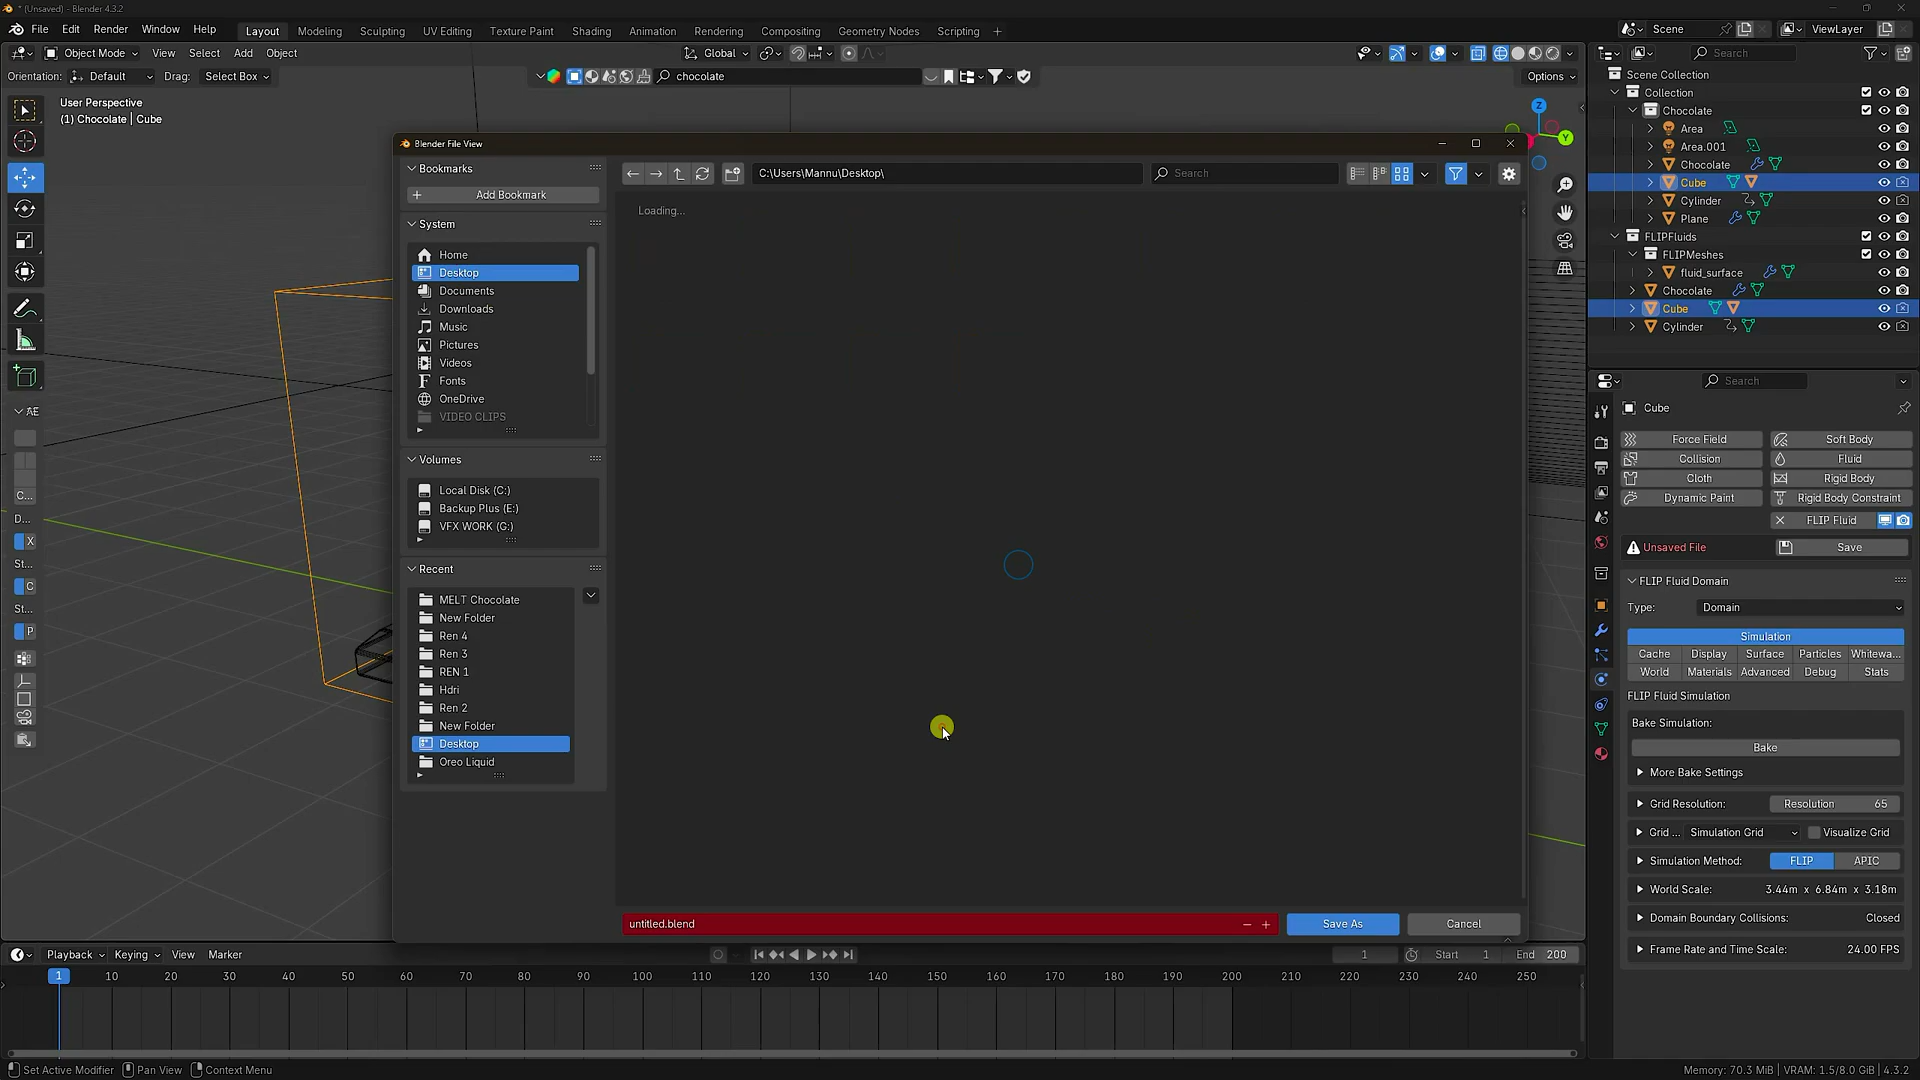 * (Unsaved) - Blender 4.3.2
File Edit Render Window Help
Layout Modeling Sculpting UV Editing Texture Paint Shading Animation Rendering Compositing Geometry Nodes Scripting +
Scene ViewLayer
Object Mode View Select Add Object Global
Search
Orientation: Default Drag: Select Box chocolate Options
User Perspective
(1) Chocolate | Cube
Z
Y
Blender File View
Bookmarks
Add Bookmark
System
Home
Desktop
Documents
Downloads
Music
Pictures
Videos
Fonts
OneDrive
VIDEO CLIPS
Volumes
Local Disk (C:)
Backup Plus (E:)
VFX WORK (G:)
Recent
MELT Chocolate
New Folder
Ren 4
Ren 3
REN 1
Hdri
Ren 2
New Folder
Desktop
Oreo Liquid
C:\Users\Mannu\Desktop\ Search
Loading...
untitled.blend Save As Cancel
AE
C...
D...
X
St...
C
St...
P
Scene Collection
Collection
Chocolate
Area
Area.001
Chocolate
Cube
Cylinder
Plane
FLIPFluids
FLIPMeshes
fluid_surface
Chocolate
Cube
Cylinder
Search
Cube
Force Field Soft Body
Collision Fluid
Cloth Rigid Body
Dynamic Paint Rigid Body Constraint
FLIP Fluid
Unsaved File Save
FLIP Fluid Domain
Type: Domain
Simulation
Cache Display Surface Particles Whitewa...
World Materials Advanced Debug Stats
FLIP Fluid Simulation
Bake Simulation:
Bake
More Bake Settings
Grid Resolution: Resolution 65
Grid ... Simulation Grid Visualize Grid
Simulation Method: FLIP APIC
World Scale: 3.44m x 6.84m x 3.18m
Domain Boundary Collisions: Closed
Frame Rate and Time Scale: 24.00 FPS
Playback Keying View Marker 1 Start 1 End 200
1 10 20 30 40 50 60 70 80 90 100 110 120 130 140 150 160 170 180 190 200 210 220 230 240 250
Set Active Modifier Pan View Context Menu Memory: 70.3 MiB | VRAM: 1.5/8.0 GiB | 4.3.2